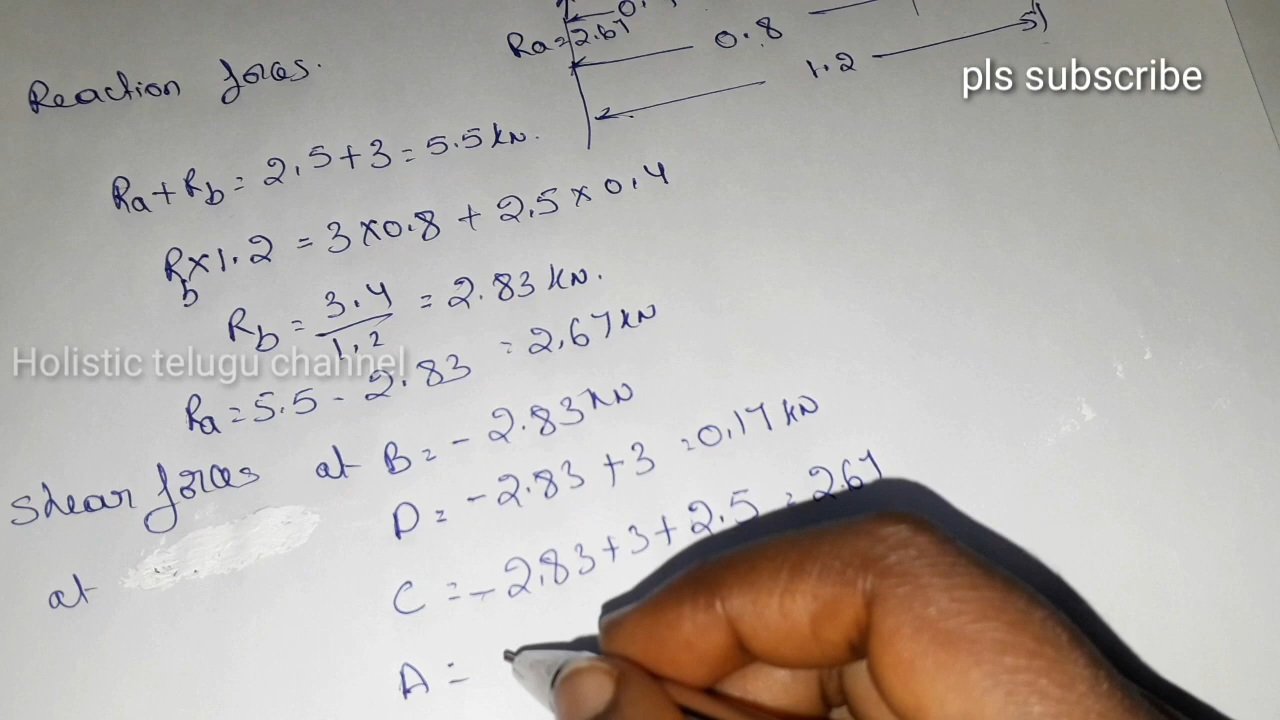 Ra=2.67
0.8
1.2
pls subscribe
Reaction forces.
Ra+Rb= 2.5+3=5.5 kN.
Rb×1.2 = 3×0.8 + 2.5×0.4
Rb= 3.4/1.2 = 2.83 kN.
Holistic telugu channel
Ra=5.5-2.83 = 2.67 kN
Shear forces at B= -2.83 kN
D= -2.83+3 =0.17 kN
at C =-2.83+3+2.5 = 2.67
A =